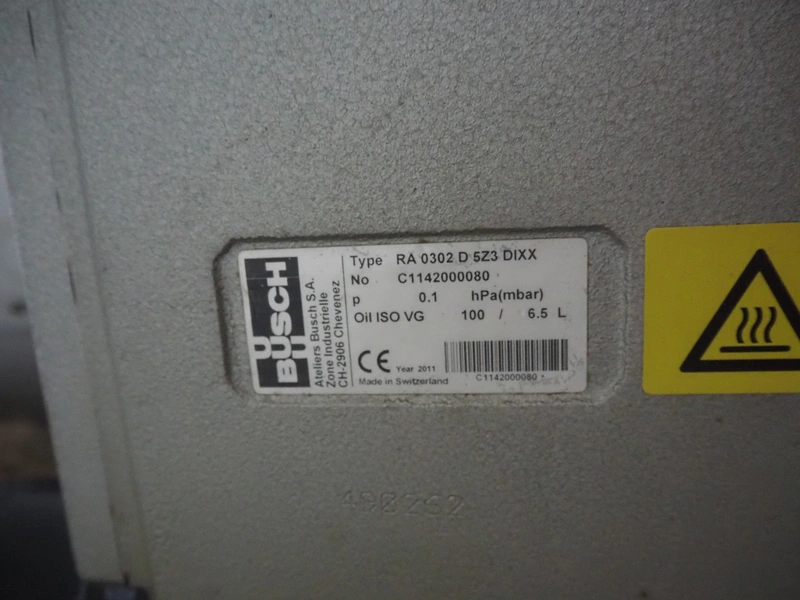 BUSCH
Ateliers Busch S.A.
Zone Industrielle
CH-2906 Chevenez
Type RA 0302 D 5Z3 DIXX
No C1142000080
p 0.1 hPa(mbar)
Oil ISO VG 100 / 6.5 L
CE Year 2011
Made in Switzerland
C1142000080
490262